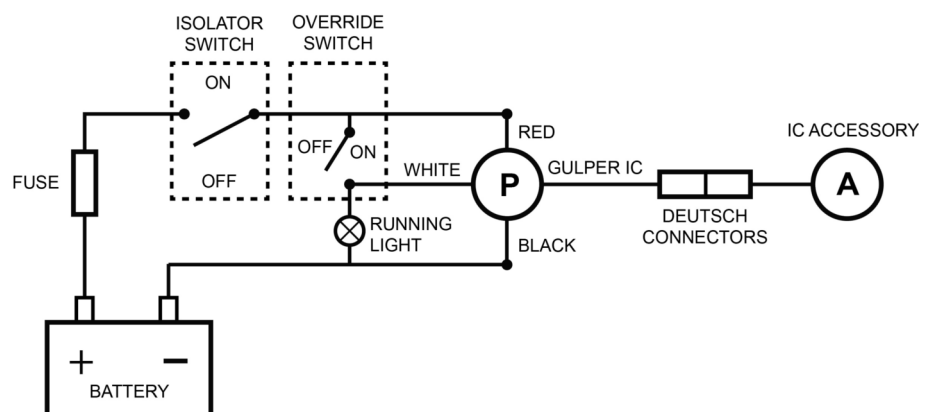 ISOLATOR
SWITCH
OVERRIDE
SWITCH
ON
OFF
OFF
ON
FUSE
WHITE
RED
P
BLACK
GULPER IC
RUNNING
LIGHT
DEUTSCH
CONNECTORS
IC ACCESSORY
A
+
−
BATTERY